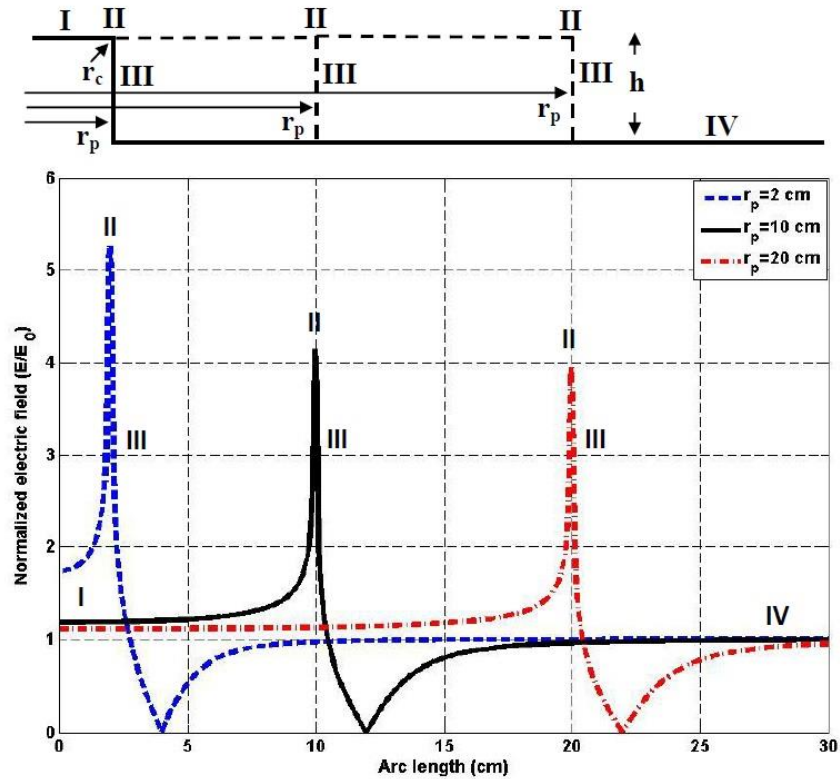 I II II II
r_c III III III h
r_p r_p r_p IV
6
5
4
3
2
1
0
Normalized electric field (E/E_0)
II
II
II
III
III
III
I
IV
r_p=2 cm
r_p=10 cm
r_p=20 cm
0 5 10 15 20 25 30
Arc length (cm)